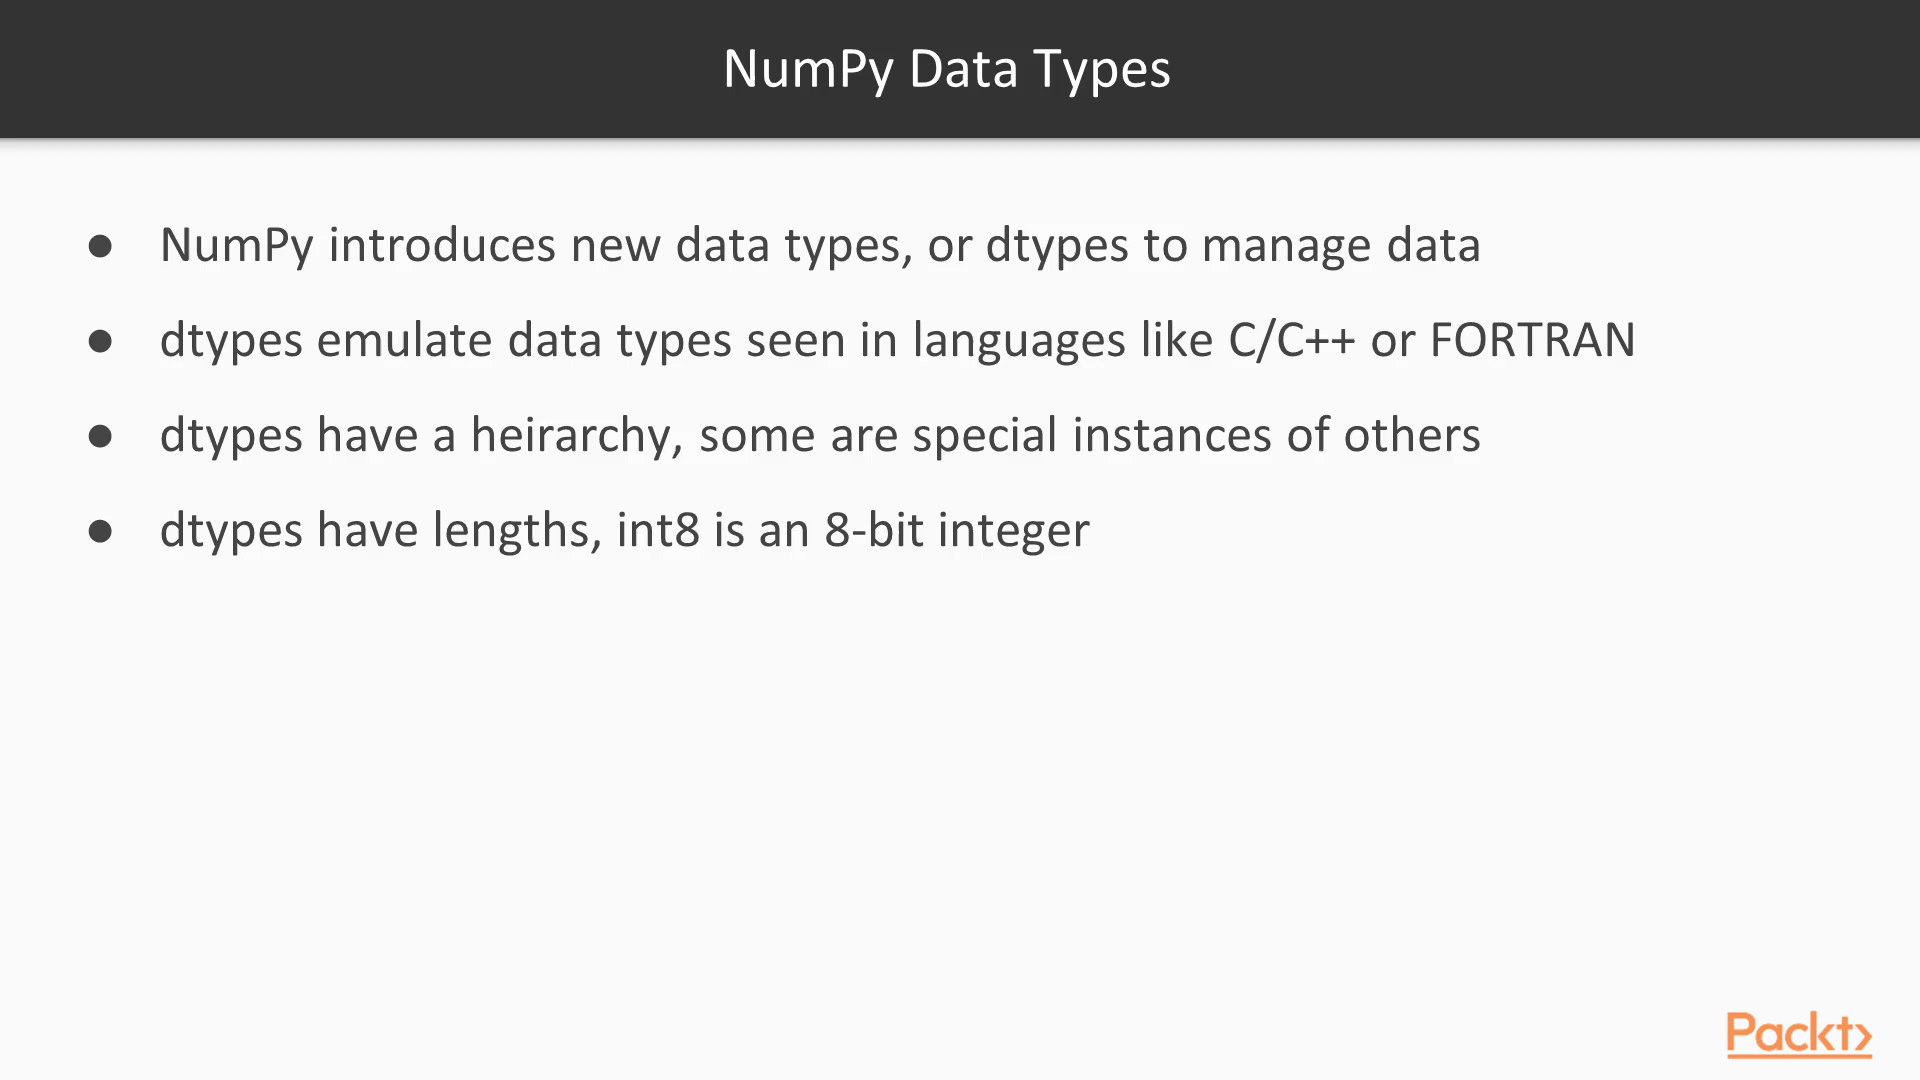 NumPy Data Types
● NumPy introduces new data types, or dtypes to manage data
● dtypes emulate data types seen in languages like C/C++ or FORTRAN
● dtypes have a heirarchy, some are special instances of others
● dtypes have lengths, int8 is an 8-bit integer
Packt>